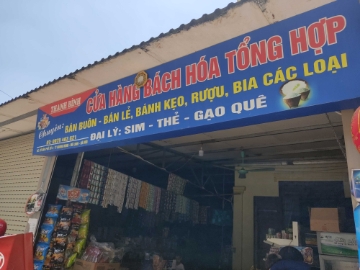 THANH BÌNH
CỬA HÀNG BÁCH HÓA TỔNG HỢP
Chuyên
BÁN BUÔN - BÁN LẺ, BÁNH KẸO, RƯỢU, BIA CÁC LOẠI
ĐẠI LÝ: SIM - THẺ - GẠO QUÊ